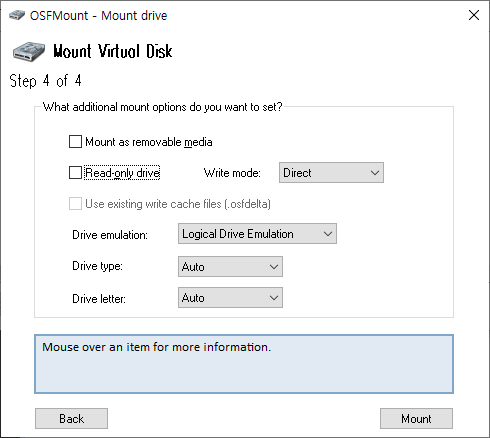 OSFMount - Mount drive
Mount Virtual Disk
Step 4 of 4
What additional mount options do you want to set?
Mount as removable media
Read-only drive Write mode: Direct
Use existing write cache files (.osfdelta)
Drive emulation: Logical Drive Emulation
Drive type: Auto
Drive letter: Auto
Mouse over an item for more information.
Back Mount